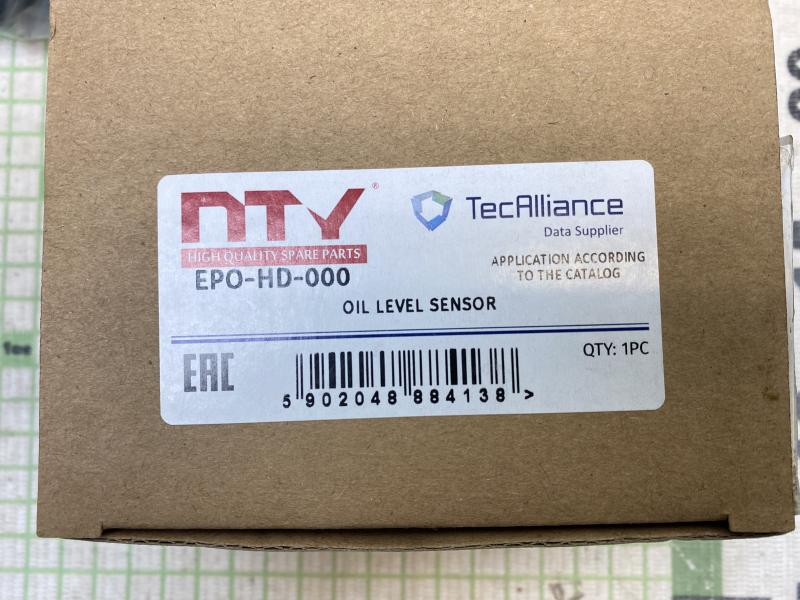 NTY®
HIGH QUALITY SPARE PARTS
EPO-HD-000
TecAlliance
Data Supplier
APPLICATION ACCORDING
TO THE CATALOG
OIL LEVEL SENSOR
EAC
QTY: 1PC
5 902048 884138 >